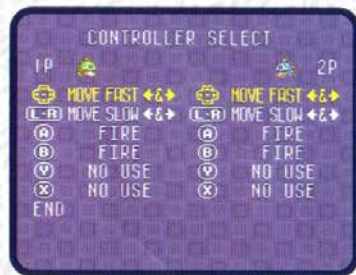 CONTROLLER SELECT
1P 2P
MOVE FAST ←&→ MOVE FAST ←&→
L-R MOVE SLOW ←&→ L-R MOVE SLOW ←&→
A FIRE A FIRE
B FIRE B FIRE
Y NO USE Y NO USE
X NO USE X NO USE
END